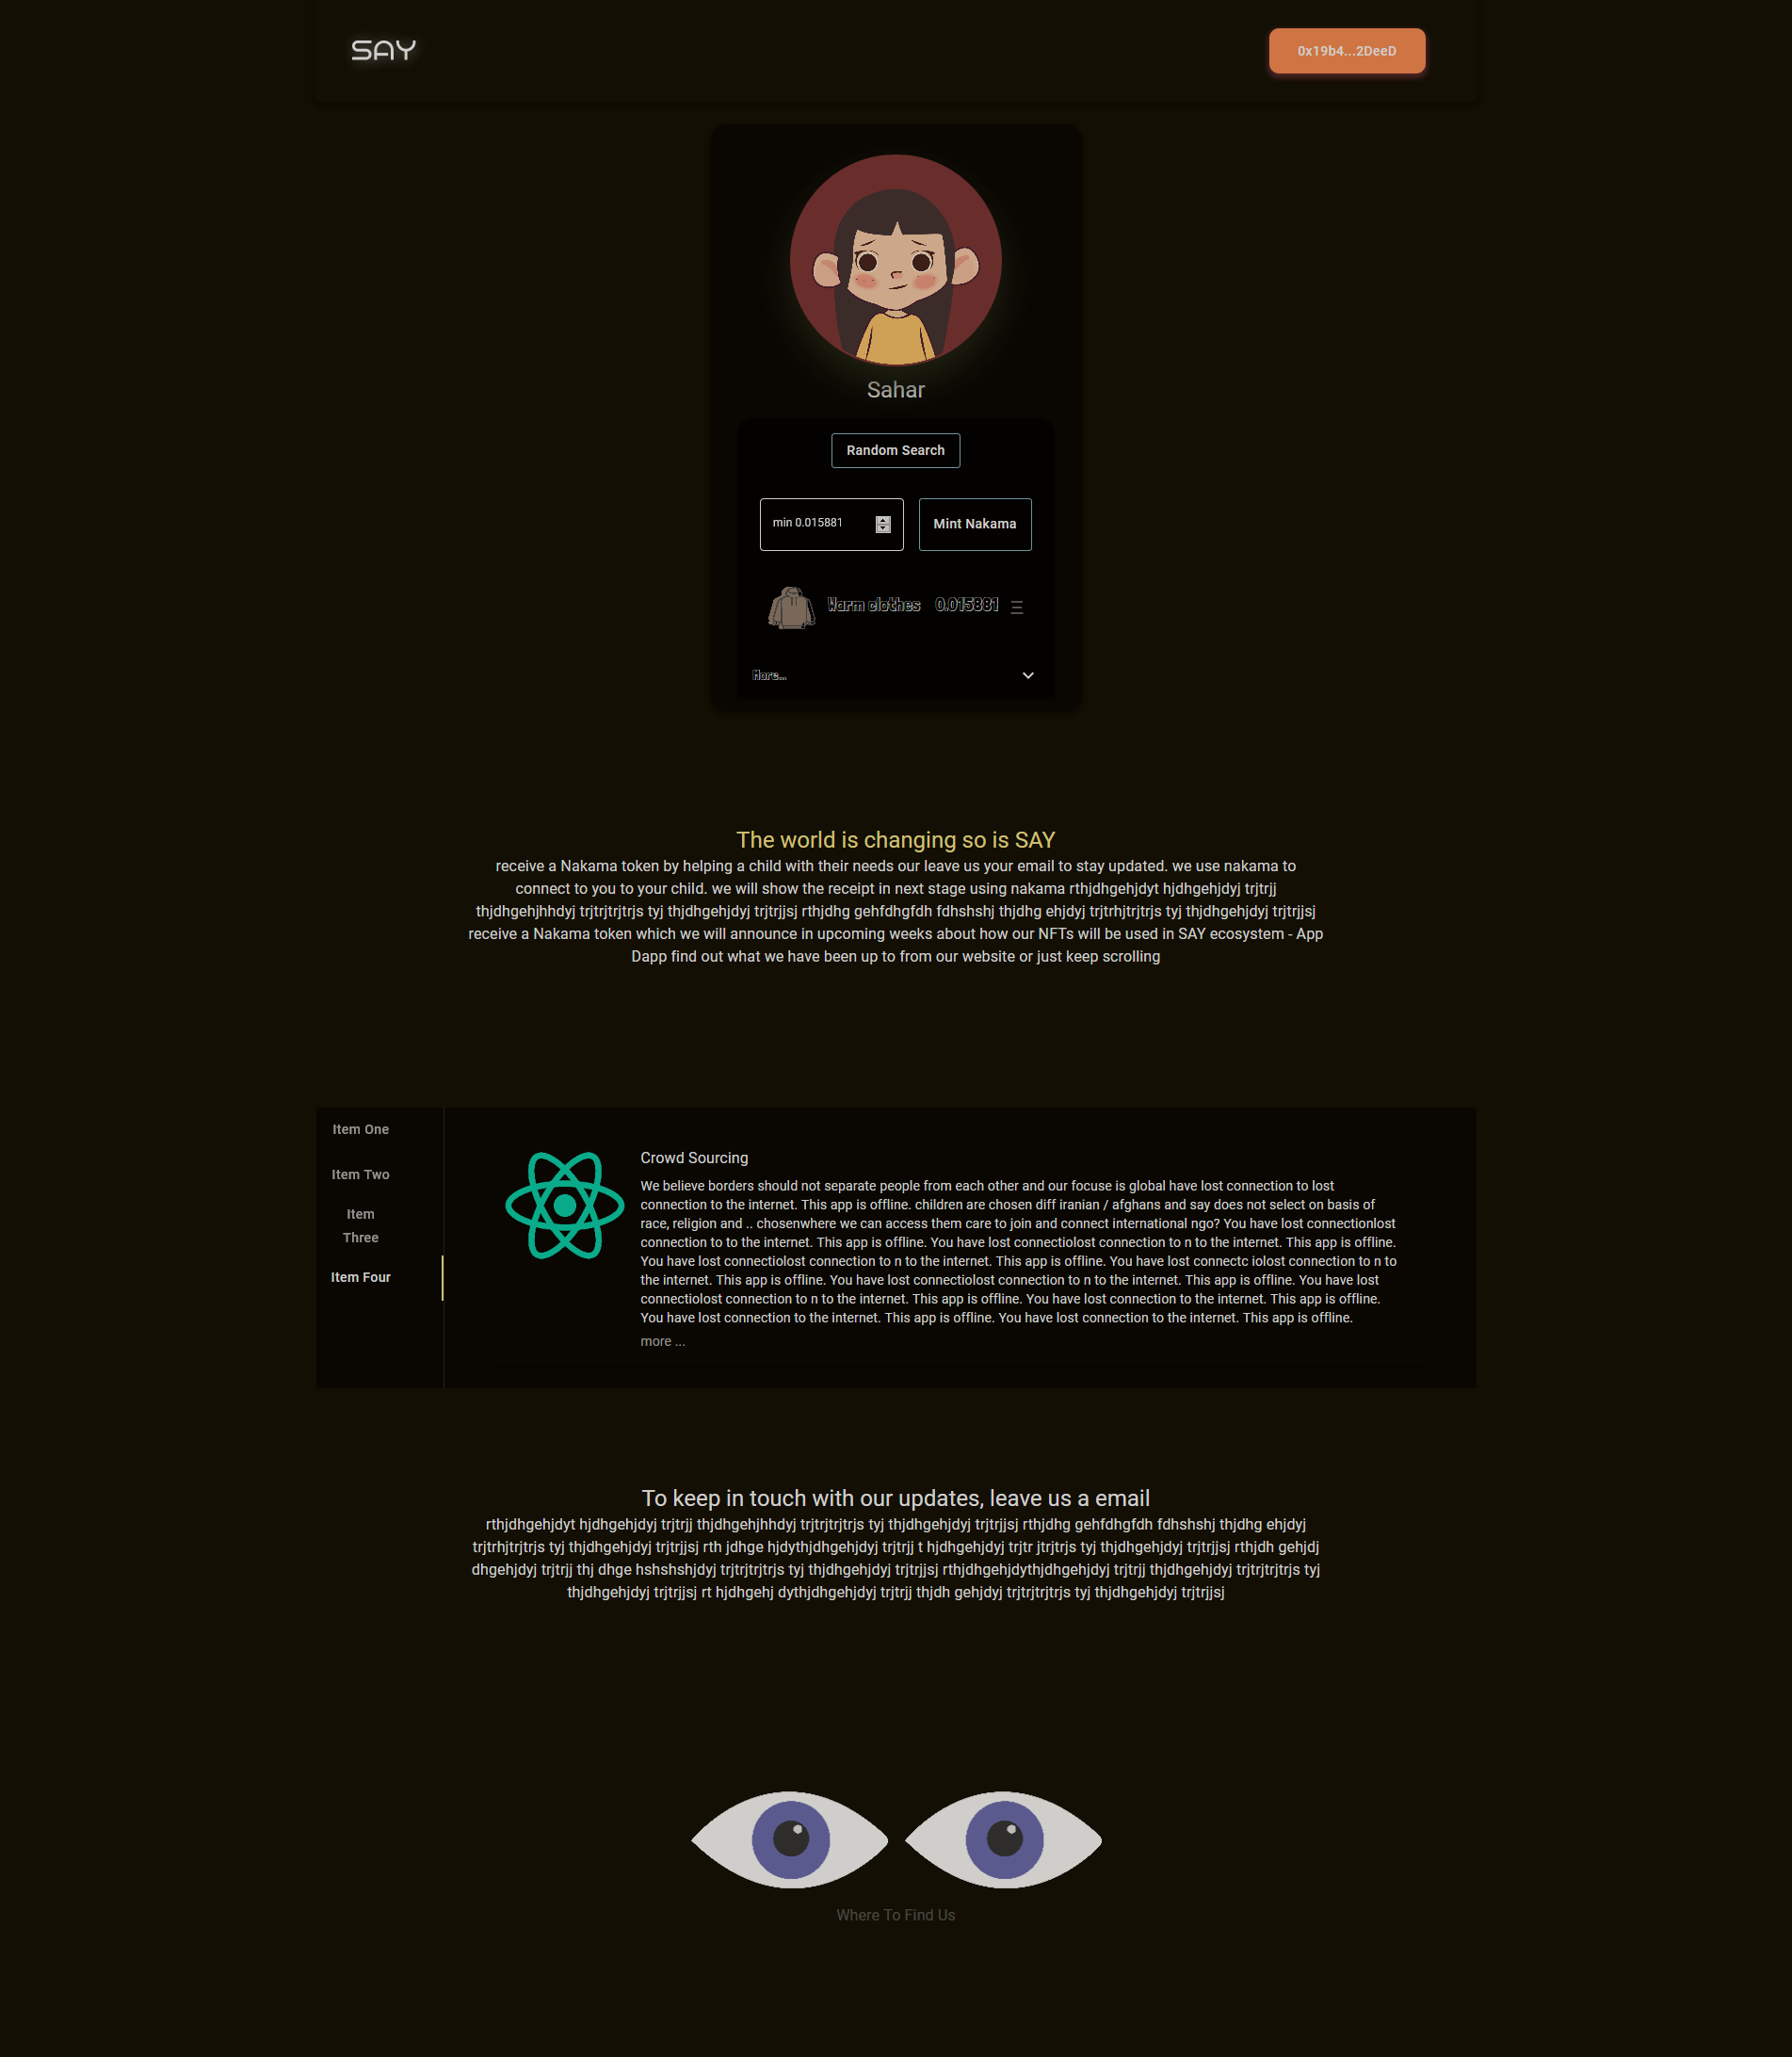 SAY
0x19b4...2DeeD
Sahar
Random Search
min 0.015881
Mint Nakama
Warm clothes 0.015881 Ξ
More...
The world is changing so is SAY
receive a Nakama token by helping a child with their needs our leave us your email to stay updated. we use nakama to
connect to you to your child. we will show the receipt in next stage using nakama rthjdhgehjdyt hjdhgehjdyj trjtrjj
thjdhgehjhhdyj trjtrjtrjtrjs tyj thjdhgehjdyj trjtrjjsj rthjdhg gehfdhgfdh fdhshshj thjdhg ehjdyj trjtrhjtrjtrjs tyj thjdhgehjdyj trjtrjjsj
receive a Nakama token which we will announce in upcoming weeks about how our NFTs will be used in SAY ecosystem - App
Dapp find out what we have been up to from our website or just keep scrolling
Item One
Item Two
Item
Three
Item Four
Crowd Sourcing
We believe borders should not separate people from each other and our focuse is global have lost connection to lost
connection to the internet. This app is offline. children are chosen diff iranian / afghans and say does not select on basis of
race, religion and .. chosenwhere we can access them care to join and connect international ngo? You have lost connectionlost
connection to to the internet. This app is offline. You have lost connectiolost connection to n to the internet. This app is offline.
You have lost connectiolost connection to n to the internet. This app is offline. You have lost connectc iolost connection to n to
the internet. This app is offline. You have lost connectiolost connection to n to the internet. This app is offline. You have lost
connectiolost connection to n to the internet. This app is offline. You have lost connection to the internet. This app is offline.
You have lost connection to the internet. This app is offline. You have lost connection to the internet. This app is offline.
more ...
To keep in touch with our updates, leave us a email
rthjdhgehjdyt hjdhgehjdyj trjtrjj thjdhgehjhhdyj trjtrjtrjtrjs tyj thjdhgehjdyj trjtrjjsj rthjdhg gehfdhgfdh fdhshshj thjdhg ehjdyj
trjtrhjtrjtrjs tyj thjdhgehjdyj trjtrjjsj rth jdhge hjdythjdhgehjdyj trjtrjj t hjdhgehjdyj trjtr jtrjtrjs tyj thjdhgehjdyj trjtrjjsj rthjdh gehjdj
dhgehjdyj trjtrjj thj dhge hshshshjdyj trjtrjtrjtrjs tyj thjdhgehjdyj trjtrjjsj rthjdhgehjdythjdhgehjdyj trjtrjj thjdhgehjdyj trjtrjtrjtrjs tyj
thjdhgehjdyj trjtrjjsj rt hjdhgehj dythjdhgehjdyj trjtrjj thjdh gehjdyj trjtrjtrjtrjs tyj thjdhgehjdyj trjtrjjsj
Where To Find Us